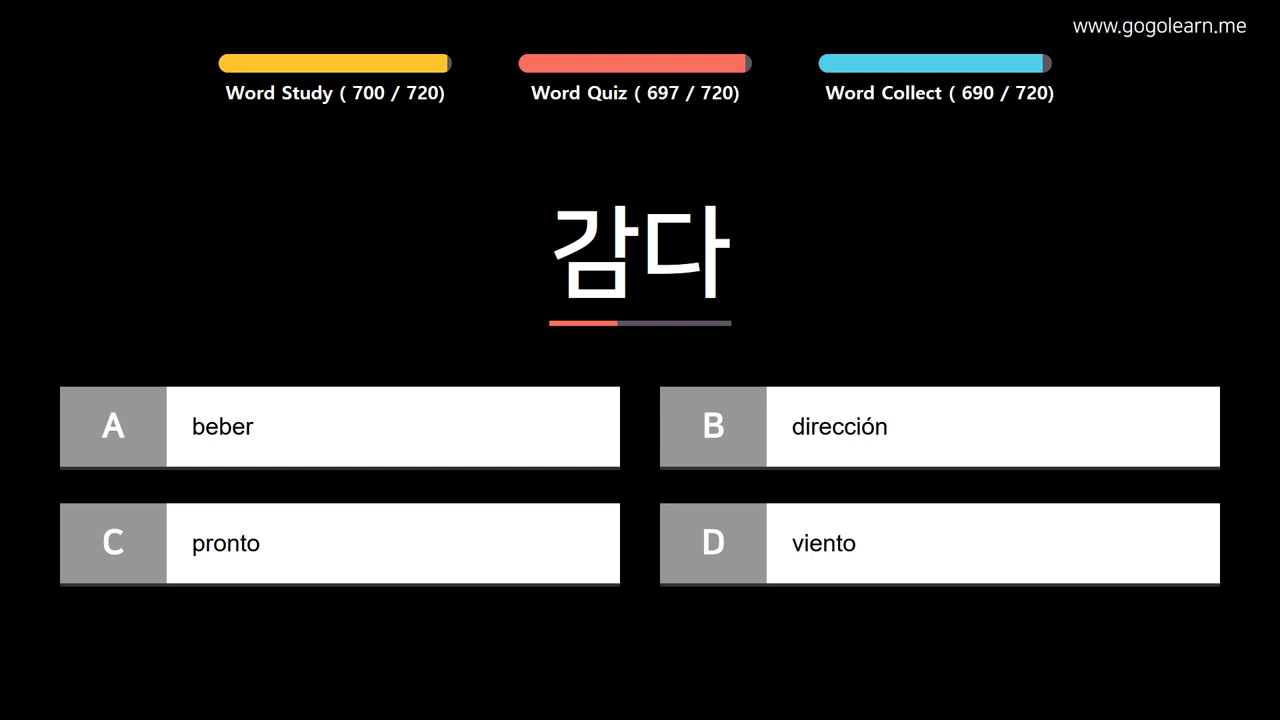 www.gogolearn.me
Word Study ( 700 / 720)
Word Quiz ( 697 / 720)
Word Collect ( 690 / 720)
감다
A beber
B dirección
C pronto
D viento